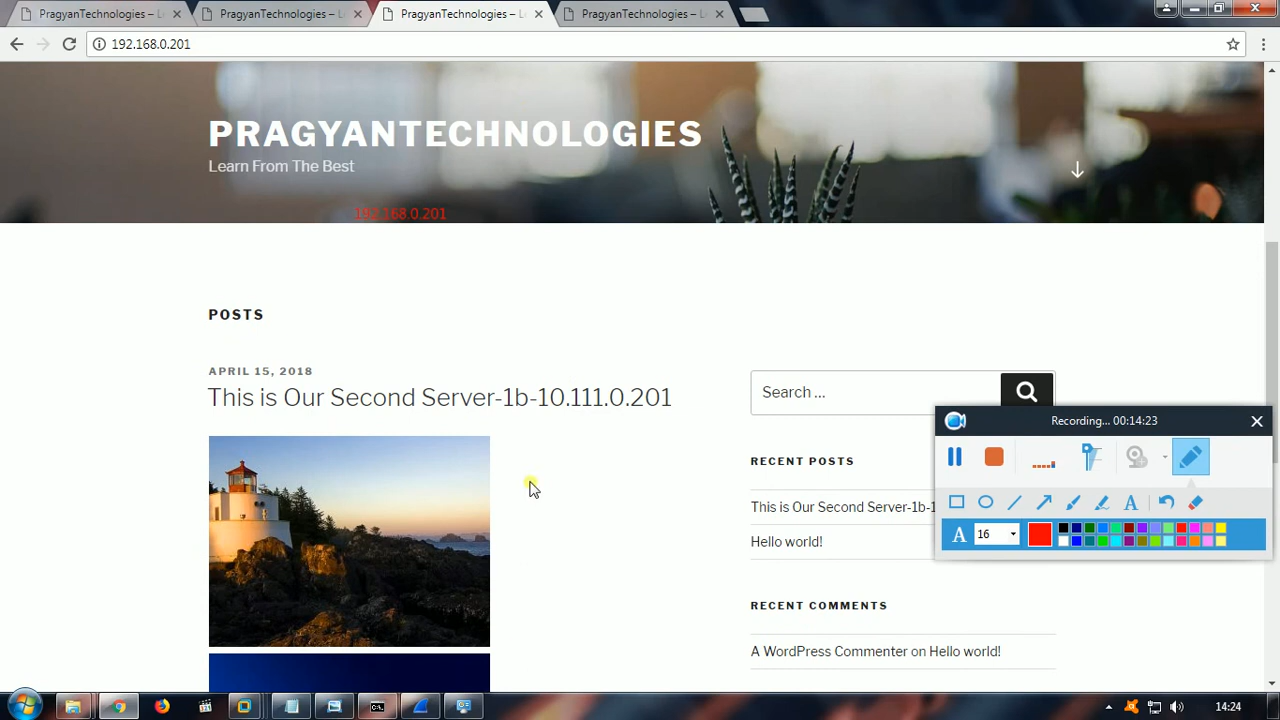 PragyanTechnologies – L
PragyanTechnologies – L
PragyanTechnologies – L
PragyanTechnologies – L
192.168.0.201
PRAGYANTECHNOLOGIES
Learn From The Best
192.168.0.201
POSTS
APRIL 15, 2018
This is Our Second Server-1b-10.111.0.201
Search …
Recording... 00:14:23
A 16
RECENT POSTS
This is Our Second Server-1b-1
Hello world!
RECENT COMMENTS
A WordPress Commenter on Hello world!
14:24